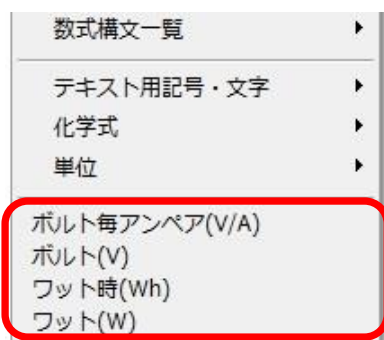 数式構文一覧
テキスト用記号・文字
化学式
単位
ボルト毎アンペア(V/A)
ボルト(V)
ワット時(Wh)
ワット(W)